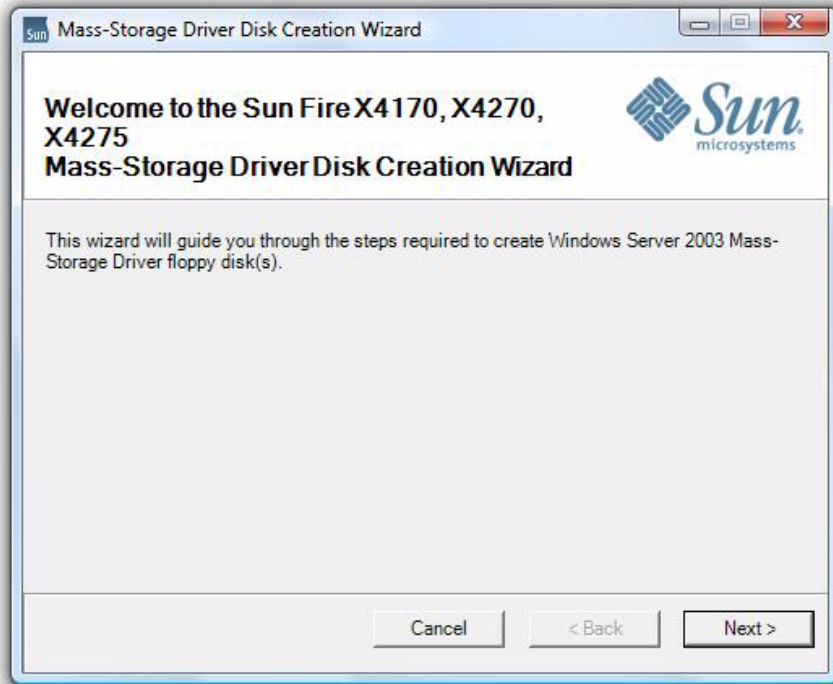 Sun Mass-Storage Driver Disk Creation Wizard
Welcome to the Sun Fire X4170, X4270,
X4275
Mass-Storage Driver Disk Creation Wizard
Sun
microsystems
This wizard will guide you through the steps required to create Windows Server 2003 Mass-
Storage Driver floppy disk(s).
Cancel
< Back
Next >